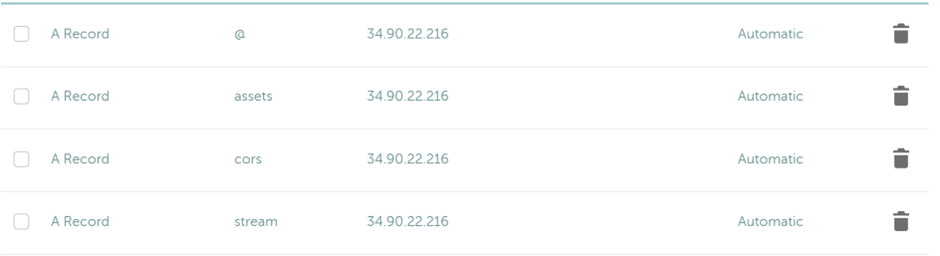 A Record @ 34.90.22.216 Automatic
A Record assets 34.90.22.216 Automatic
A Record cors 34.90.22.216 Automatic
A Record stream 34.90.22.216 Automatic